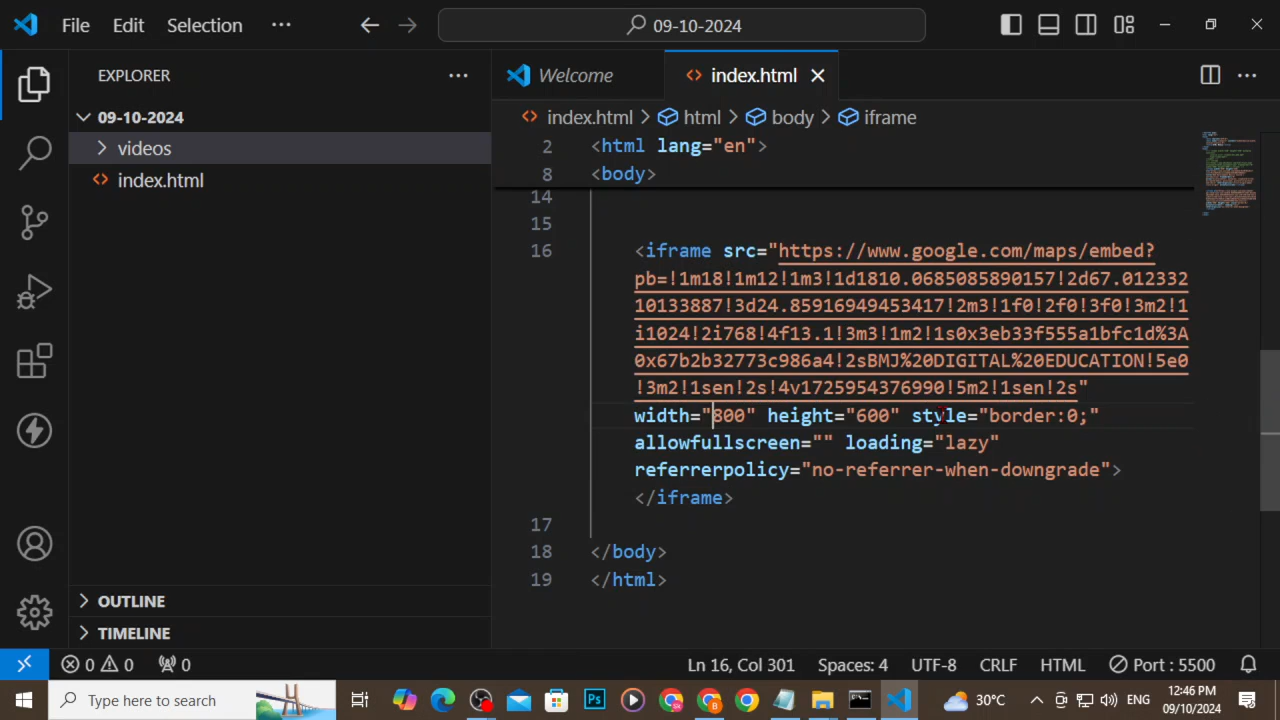 File Edit Selection ··· 09-10-2024
EXPLORER
09-10-2024
videos
index.html
OUTLINE
TIMELINE
Welcome index.html
index.html > html > body > iframe
2 <html lang="en">
8 <body>
14
15
16 <iframe src="https://www.google.com/maps/embed?
pb=!1m18!1m12!1m3!1d1810.0685085890157!2d67.012332
10133887!3d24.85916949453417!2m3!1f0!2f0!3f0!3m2!1
i1024!2i768!4f13.1!3m3!1m2!1s0x3eb33f555a1bfc1d%3A
0x67b2b32773c986a4!2sBMJ%20DIGITAL%20EDUCATION!5e0
!3m2!1sen!2s!4v1725954376990!5m2!1sen!2s"
width="800" height="600" style="border:0;"
allowfullscreen="" loading="lazy"
referrerpolicy="no-referrer-when-downgrade">
</iframe>
17
18 </body>
19 </html>
0 0 0 Ln 16, Col 301 Spaces: 4 UTF-8 CRLF HTML Port : 5500
Type here to search Ps 30°C ENG 12:46 PM
09/10/2024